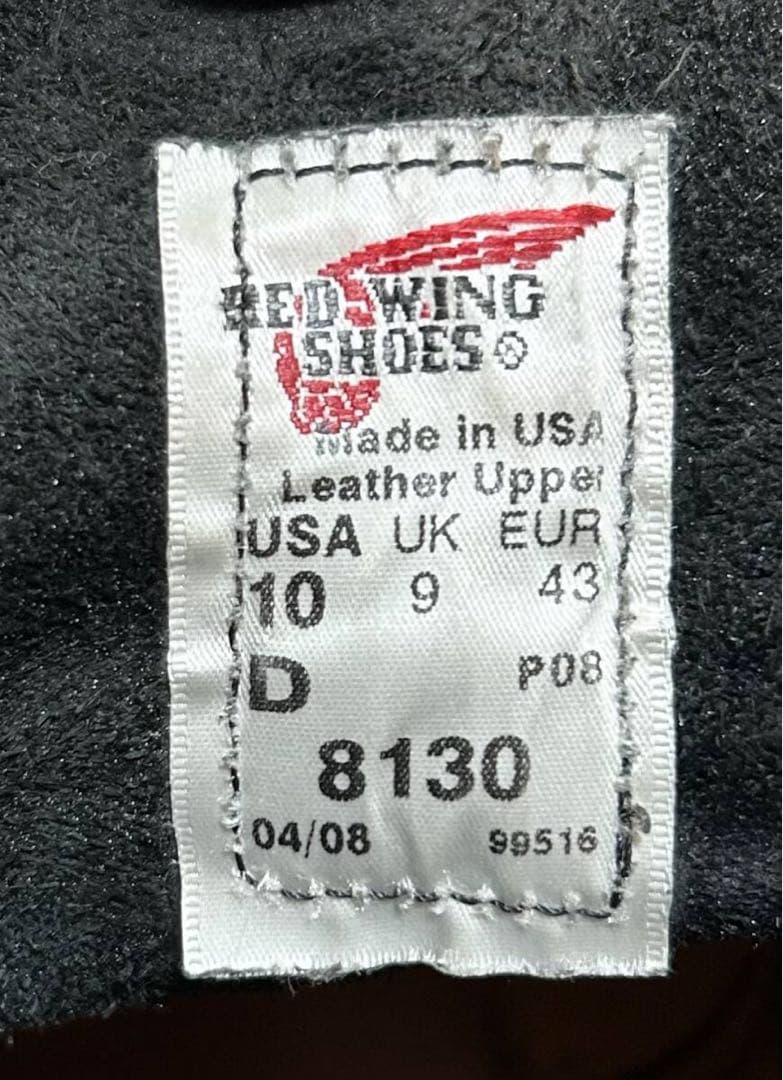 RED WING
SHOES®
Made in USA
Leather Upper
USA UK EUR
10 9 43
D P08
8130
04/08 99516